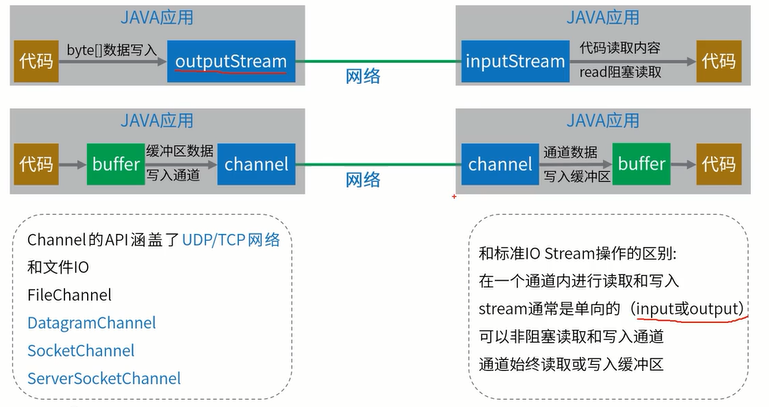 JAVA应用
代码
byte[]数据写入
outputStream
网络
JAVA应用
inputStream
代码读取内容
read阻塞读取
代码
JAVA应用
代码
buffer
缓冲区数据
写入通道
channel
网络
JAVA应用
channel
通道数据
写入缓冲区
buffer
代码
Channel的API涵盖了UDP/TCP网络
和文件IO
FileChannel
DatagramChannel
SocketChannel
ServerSocketChannel
和标准IO Stream操作的区别:
在一个通道内进行读取和写入
stream通常是单向的（input或output）
可以非阻塞读取和写入通道
通道始终读取或写入缓冲区